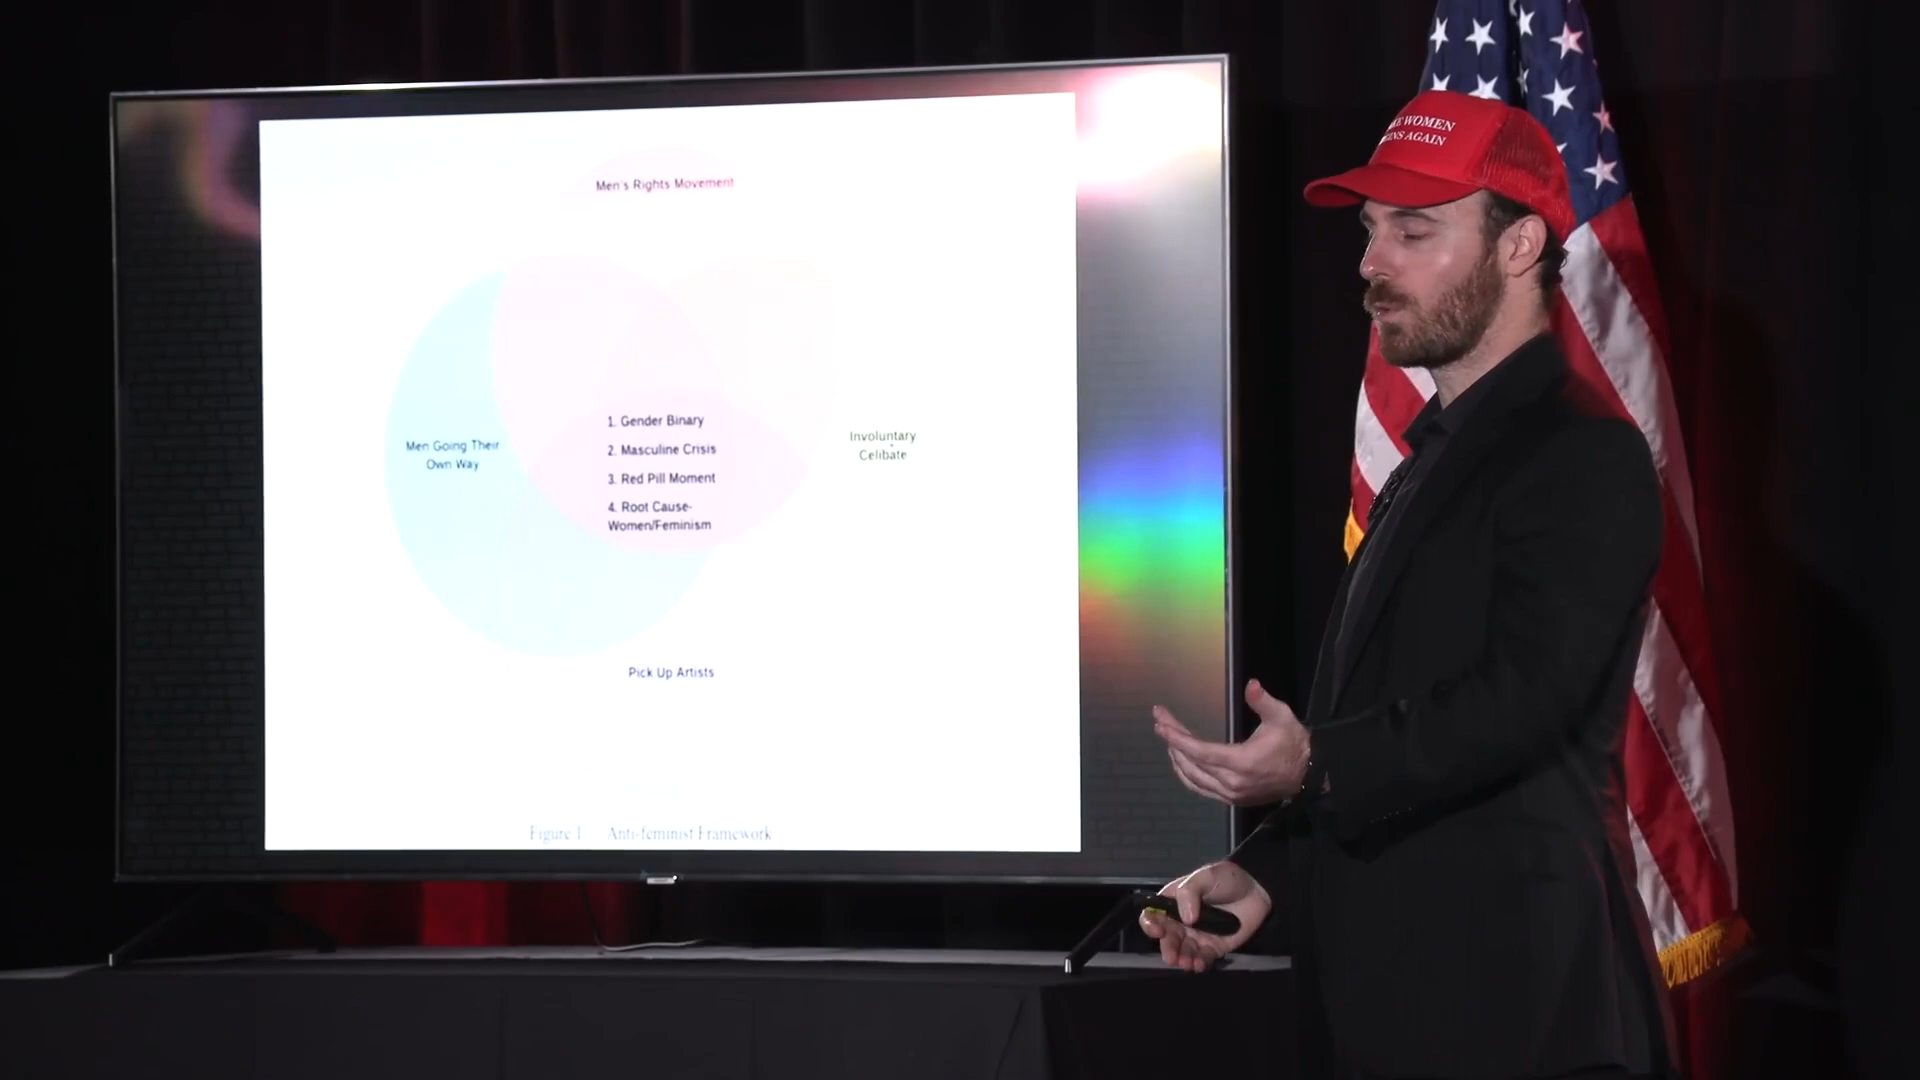 Men's Rights Movement
WOMEN
AGAIN
1. Gender Binary
Men Going Their
Own Way
2. Masculine Crisis
Involuntary
Celibate
3. Red Pill Moment
4. Root Cause-
Women/Feminism
Pick Up Artists
Figure 1 Anti-feminist Framework